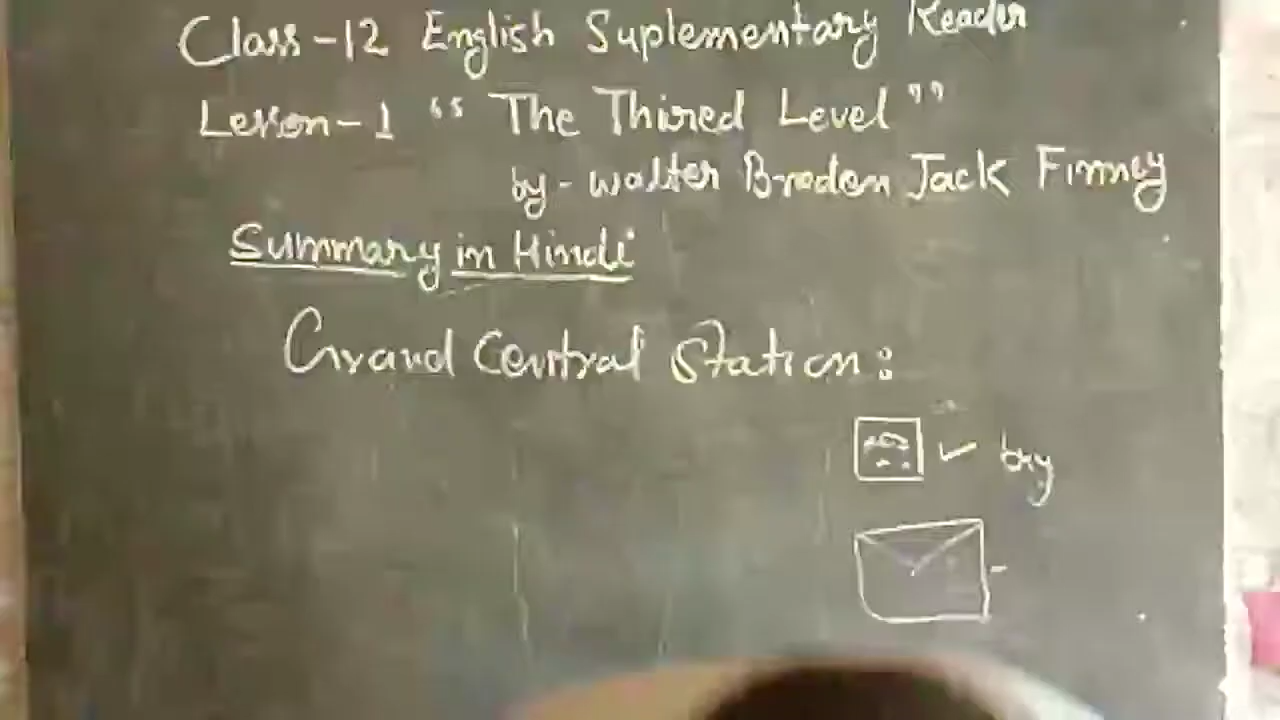 Class-12 English Suplementary Reader
Lesson-1 "The Thired Level"
by- Walter Bradon Jack Finney
Summary in Hindi
Grand Central Station: